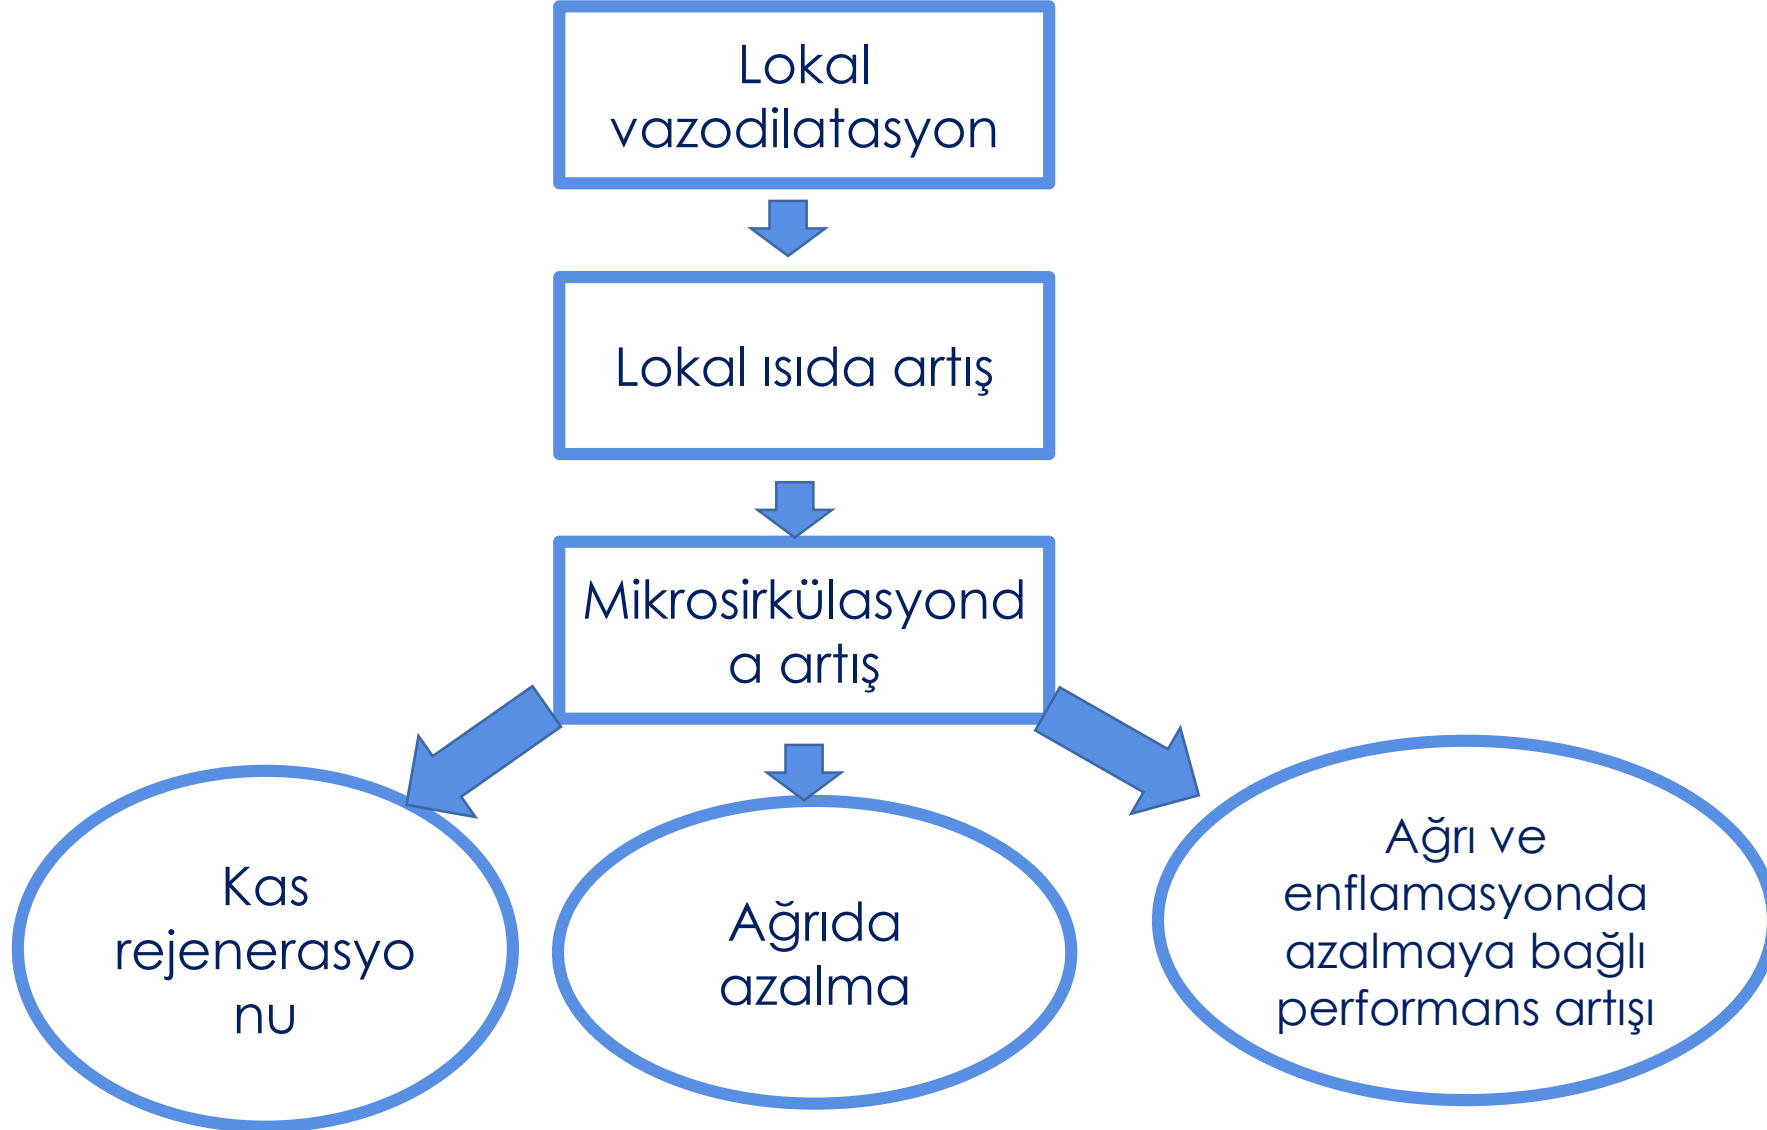 Lokal
vazodilatasyon
Lokal ısıda artış
Mikrosirkülasyond
a artış
Kas
rejenerasyo
nu
Ağrıda
azalma
Ağrı ve
enflamasyonda
azalmaya bağlı
performans artışı